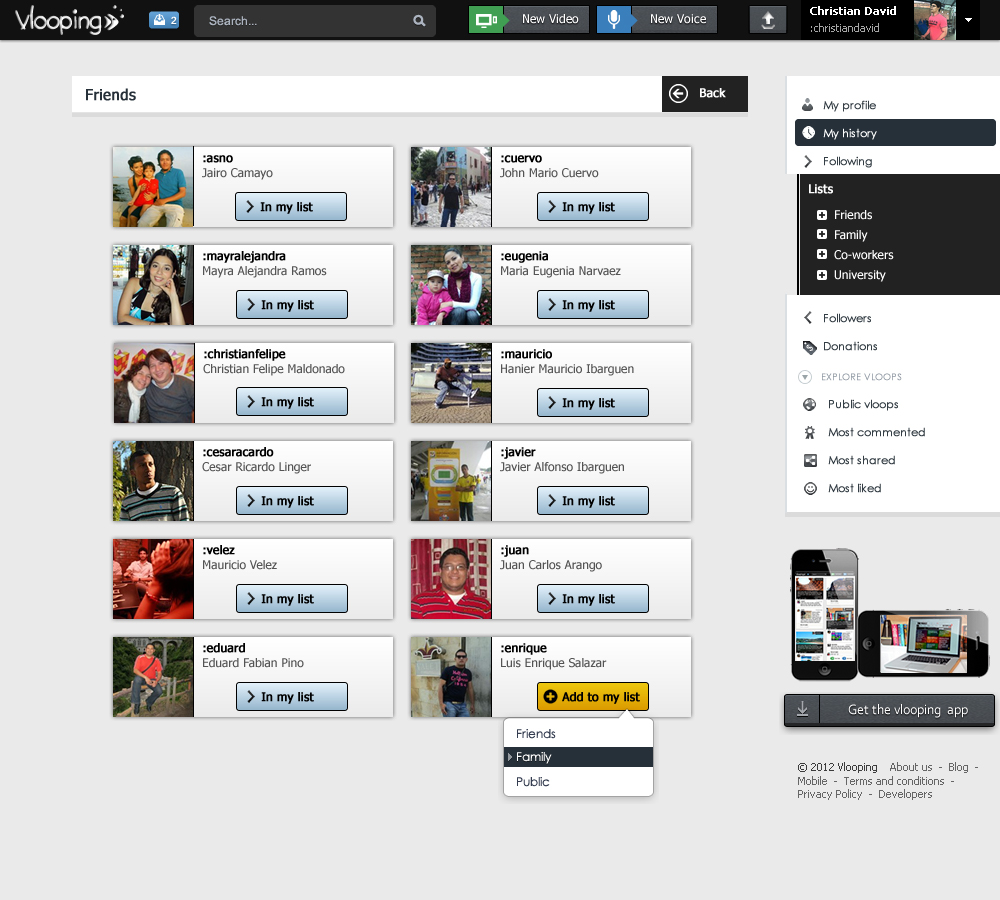 Vlooping
2
Search...
New Video
New Voice
Christian David
:christiandavid
Friends
Back
:asno
Jairo Camayo
In my list
:cuervo
John Mario Cuervo
In my list
:mayralejandra
Mayra Alejandra Ramos
In my list
:eugenia
Maria Eugenia Narvaez
In my list
:christianfelipe
Christian Felipe Maldonado
In my list
:mauricio
Hanier Mauricio Ibarguen
In my list
:cesaracardo
Cesar Ricardo Linger
In my list
:javier
Javier Alfonso Ibarguen
In my list
:velez
Mauricio Velez
In my list
:juan
Juan Carlos Arango
In my list
:eduard
Eduard Fabian Pino
In my list
:enrique
Luis Enrique Salazar
Add to my list
Friends
Family
Public
My profile
My history
Following
Lists
Friends
Family
Co-workers
University
Followers
Donations
EXPLORE VLOOPS
Public vloops
Most commented
Most shared
Most liked
Get the vlooping app
© 2012 Vlooping About us - Blog -
Mobile - Terms and conditions -
Privacy Policy - Developers